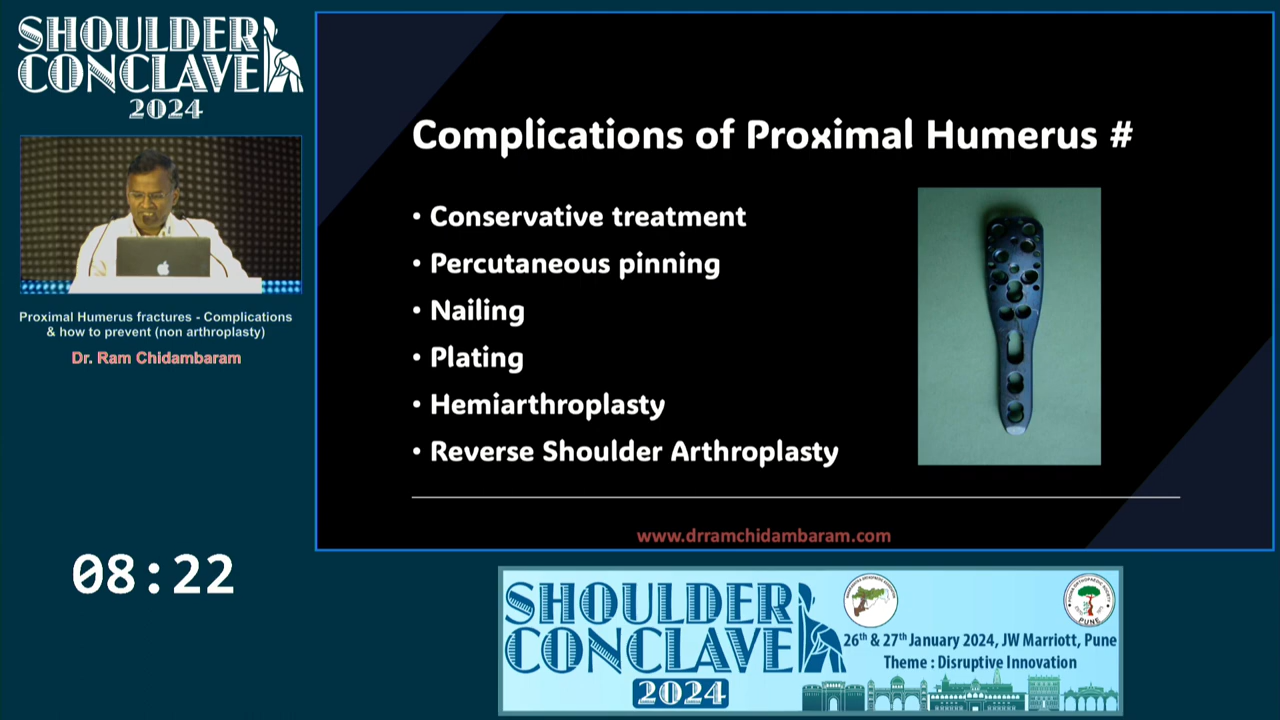 SHOULDER
CONCLAVE
2024
Proximal Humerus fractures - Complications
& how to prevent (non arthroplasty)
Dr. Ram Chidambaram
08:22
Complications of Proximal Humerus #
• Conservative treatment
• Percutaneous pinning
• Nailing
• Plating
• Hemiarthroplasty
• Reverse Shoulder Arthroplasty
www.drramchidambaram.com
SHOULDER
CONCLAVE
2024
PUNE
26th & 27th January 2024, JW Marriott, Pune
Theme : Disruptive Innovation